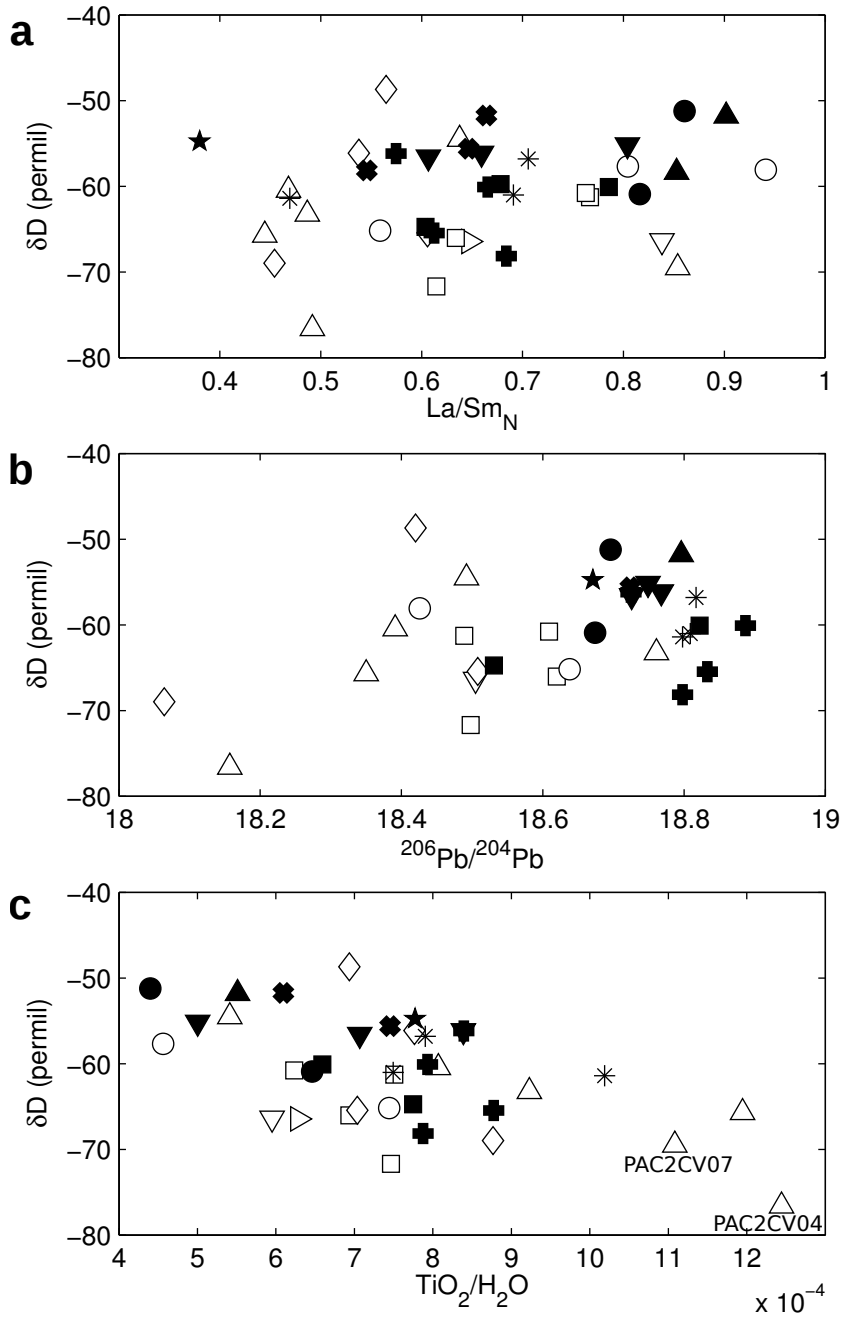 a
−40
−50
−60
−70
−80
δD (permil)
0.4 0.5 0.6 0.7 0.8 0.9 1
La/Sm_N
b
−40
−50
−60
−70
−80
δD (permil)
18 18.2 18.4 18.6 18.8 19
²⁰⁶Pb/²⁰⁴Pb
c
−40
−50
−60
−70
−80
δD (permil)
PAC2CV07
PAC2CV04
4 5 6 7 8 9 10 11 12
TiO₂/H₂O
x 10⁻⁴